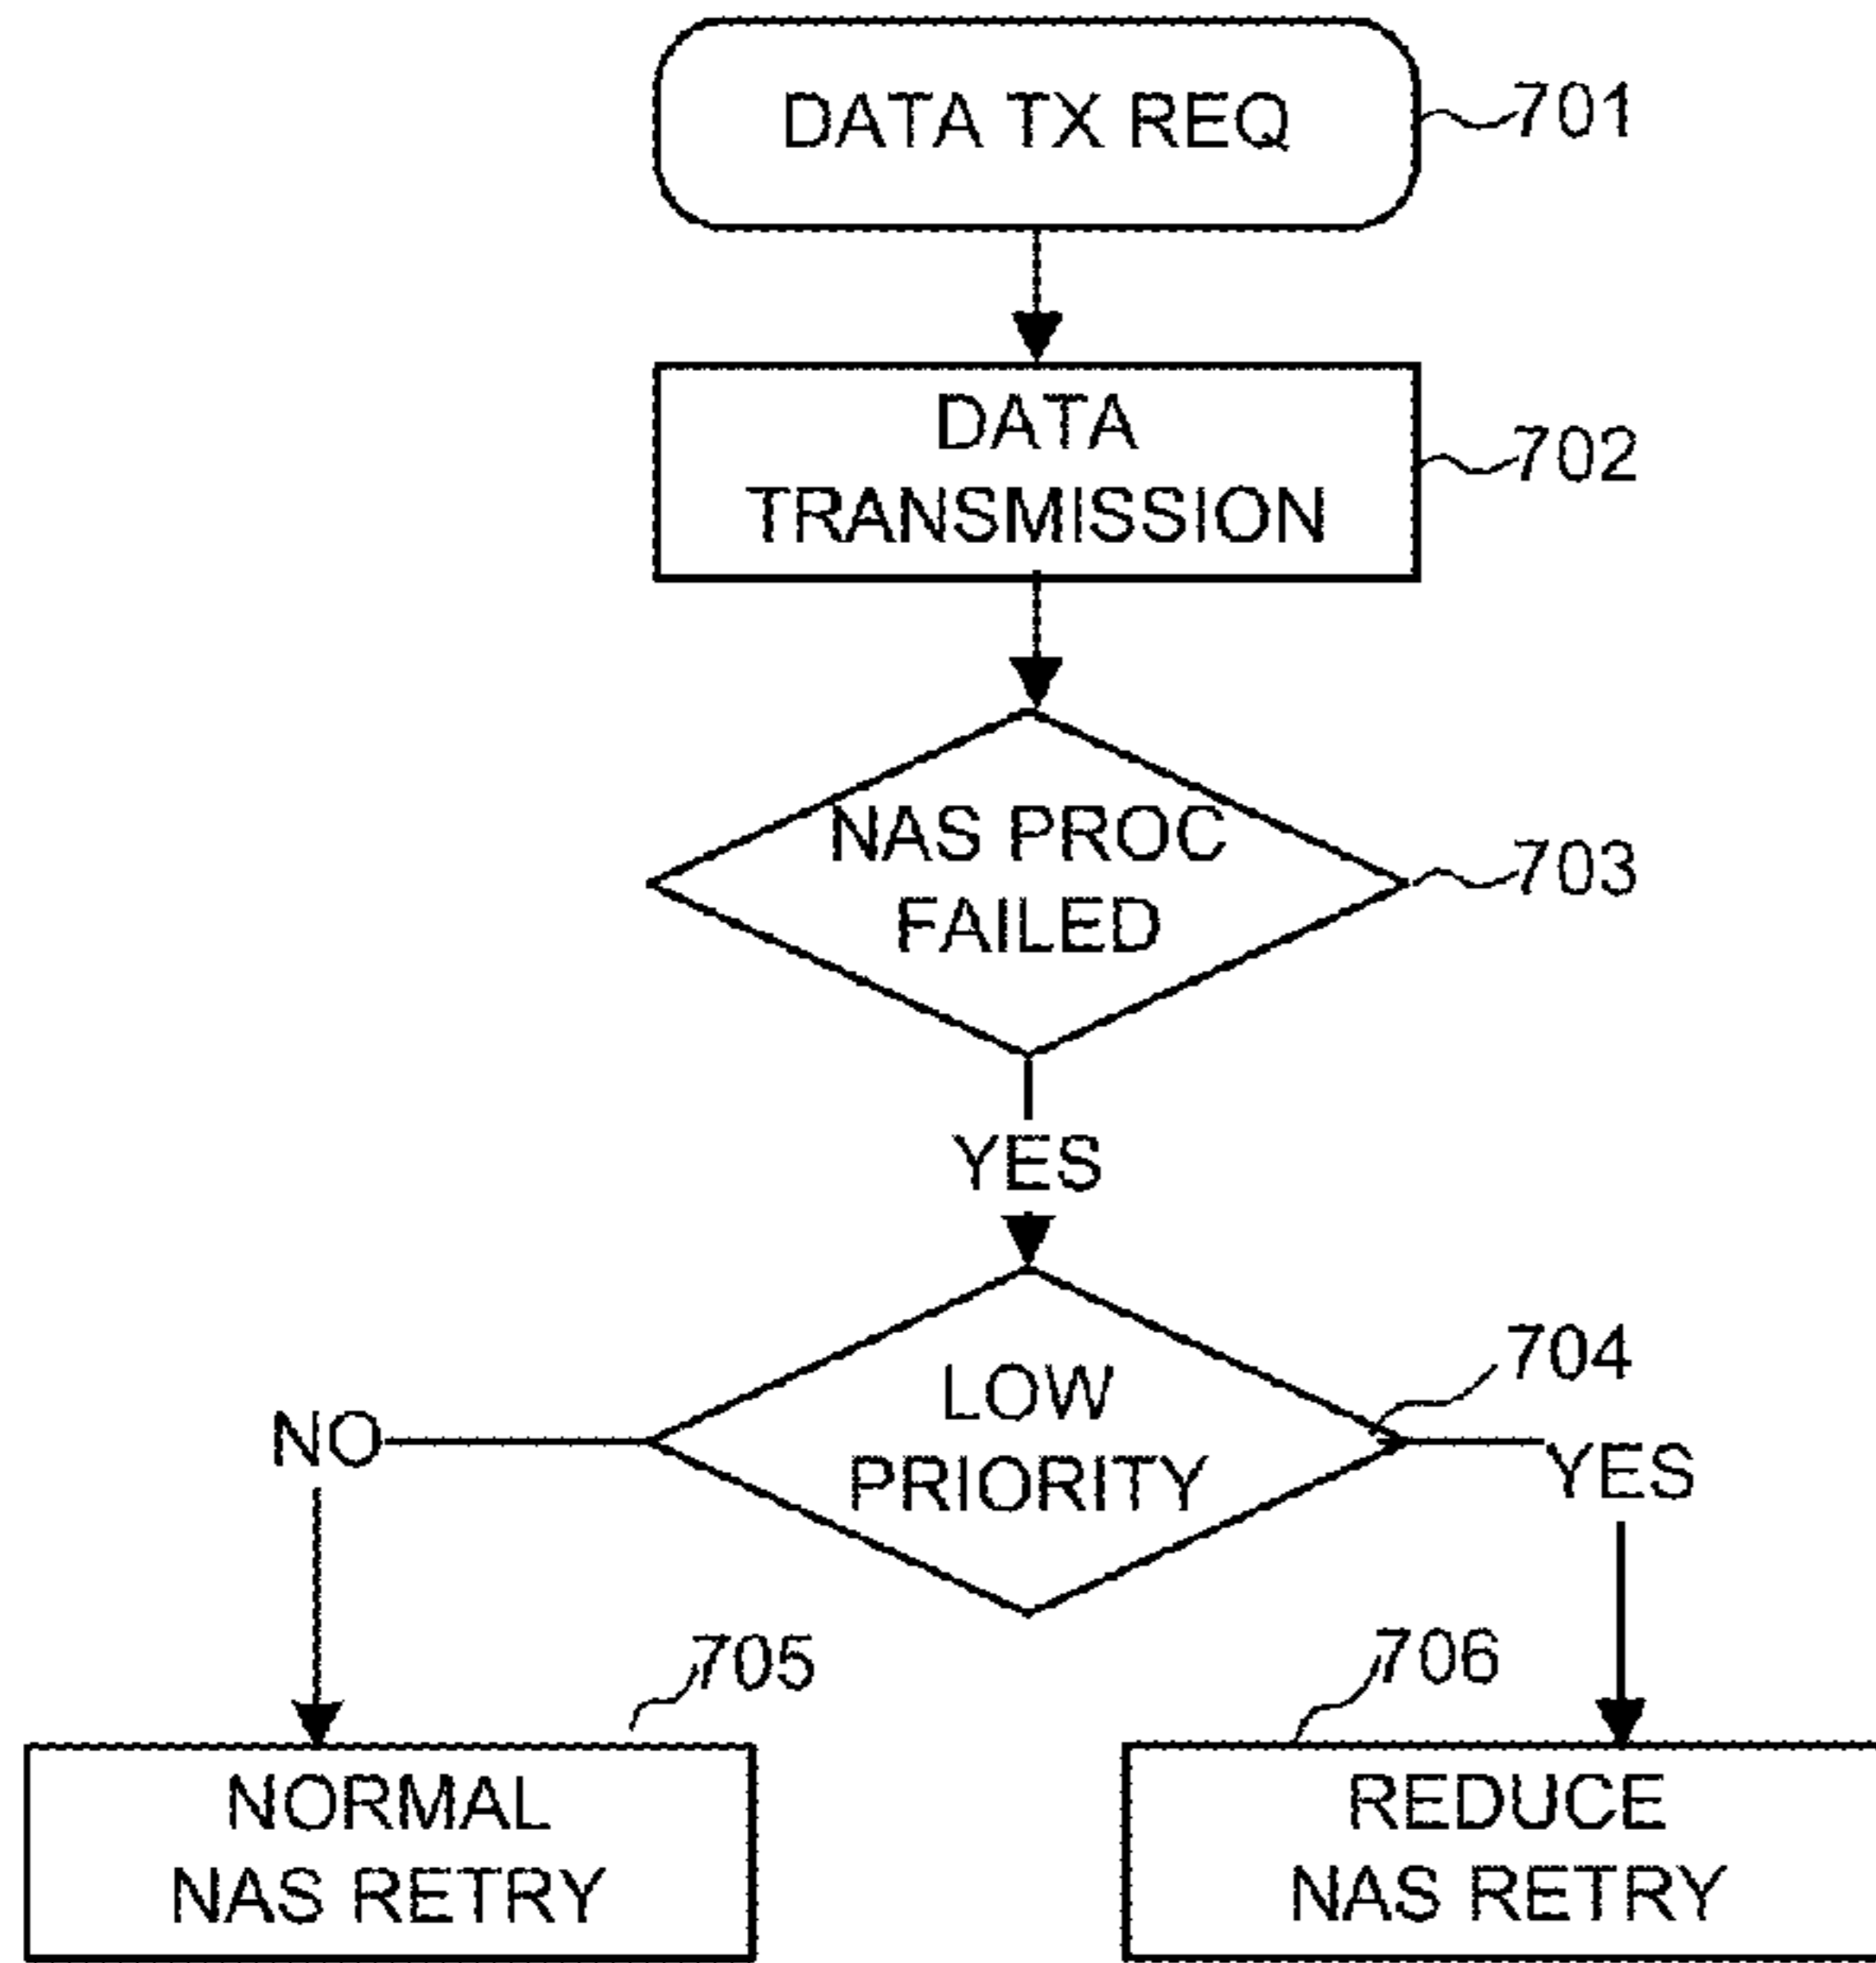 DATA TX REQ
701
DATA
TRANSMISSION
702
NAS PROC
FAILED
703
YES
LOW
PRIORITY
704
NO
YES
705
706
NORMAL
NAS RETRY
REDUCE
NAS RETRY